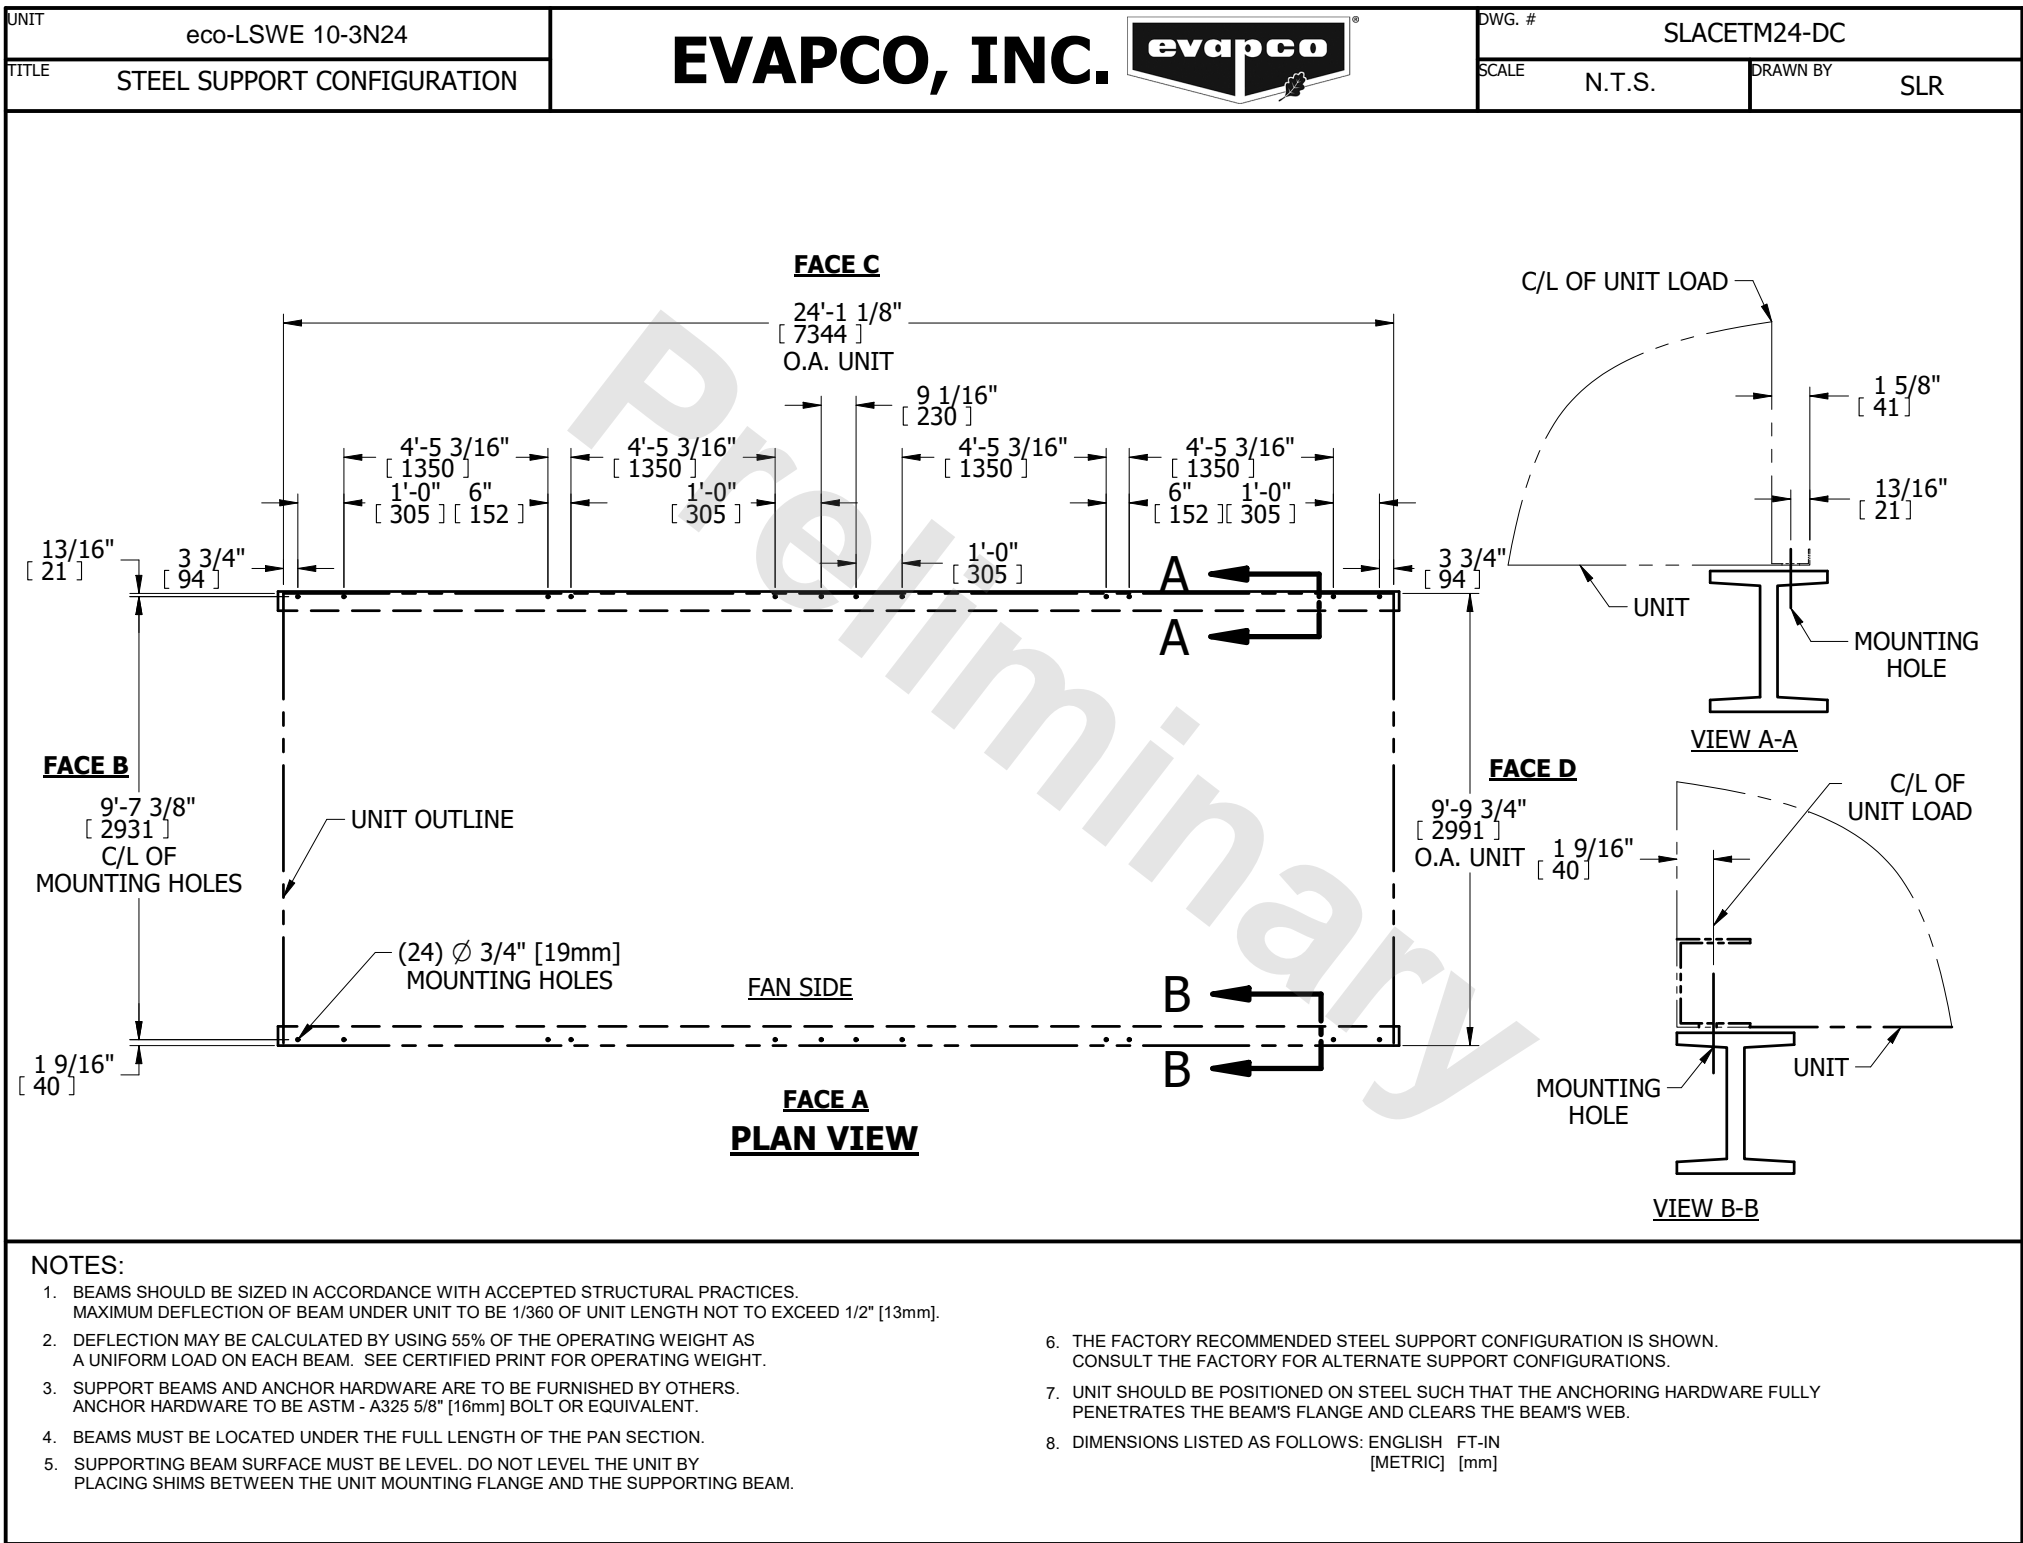 UNIT
eco-LSWE 10-3N24
TITLE
STEEL SUPPORT CONFIGURATION
EVAPCO, INC.
evapco
®
DWG. #
SLACETM24-DC
SCALE
N.T.S.
DRAWN BY
SLR
FACE C
24'-1 1/8"
[ 7344 ]
O.A. UNIT
9 1/16"
[ 230 ]
4'-5 3/16"
[ 1350 ]
4'-5 3/16"
[ 1350 ]
4'-5 3/16"
[ 1350 ]
4'-5 3/16"
[ 1350 ]
1'-0"
[ 305 ]
6"
[ 152 ]
1'-0"
[ 305 ]
6"
[ 152 ]
1'-0"
[ 305 ]
13/16"
[ 21 ]
3 3/4"
[ 94 ]
1'-0"
[ 305 ]
3 3/4"
[ 94 ]
A
A
FACE B
9'-7 3/8"
[ 2931 ]
C/L OF
MOUNTING HOLES
UNIT OUTLINE
FACE D
9'-9 3/4"
[ 2991 ]
O.A. UNIT
(24) Ø 3/4" [19mm]
MOUNTING HOLES
FAN SIDE
B
B
1 9/16"
[ 40 ]
FACE A
PLAN VIEW
Preliminary
C/L OF UNIT LOAD
1 5/8"
[ 41 ]
13/16"
[ 21 ]
UNIT
MOUNTING
HOLE
VIEW A-A
C/L OF
UNIT LOAD
1 9/16"
[ 40 ]
UNIT
MOUNTING
HOLE
VIEW B-B
NOTES:
1. BEAMS SHOULD BE SIZED IN ACCORDANCE WITH ACCEPTED STRUCTURAL PRACTICES.
MAXIMUM DEFLECTION OF BEAM UNDER UNIT TO BE 1/360 OF UNIT LENGTH NOT TO EXCEED 1/2" [13mm].
2. DEFLECTION MAY BE CALCULATED BY USING 55% OF THE OPERATING WEIGHT AS
A UNIFORM LOAD ON EACH BEAM. SEE CERTIFIED PRINT FOR OPERATING WEIGHT.
3. SUPPORT BEAMS AND ANCHOR HARDWARE ARE TO BE FURNISHED BY OTHERS.
ANCHOR HARDWARE TO BE ASTM - A325 5/8" [16mm] BOLT OR EQUIVALENT.
4. BEAMS MUST BE LOCATED UNDER THE FULL LENGTH OF THE PAN SECTION.
5. SUPPORTING BEAM SURFACE MUST BE LEVEL. DO NOT LEVEL THE UNIT BY
PLACING SHIMS BETWEEN THE UNIT MOUNTING FLANGE AND THE SUPPORTING BEAM.
6. THE FACTORY RECOMMENDED STEEL SUPPORT CONFIGURATION IS SHOWN.
CONSULT THE FACTORY FOR ALTERNATE SUPPORT CONFIGURATIONS.
7. UNIT SHOULD BE POSITIONED ON STEEL SUCH THAT THE ANCHORING HARDWARE FULLY
PENETRATES THE BEAM'S FLANGE AND CLEARS THE BEAM'S WEB.
8. DIMENSIONS LISTED AS FOLLOWS: ENGLISH FT-IN
[METRIC] [mm]